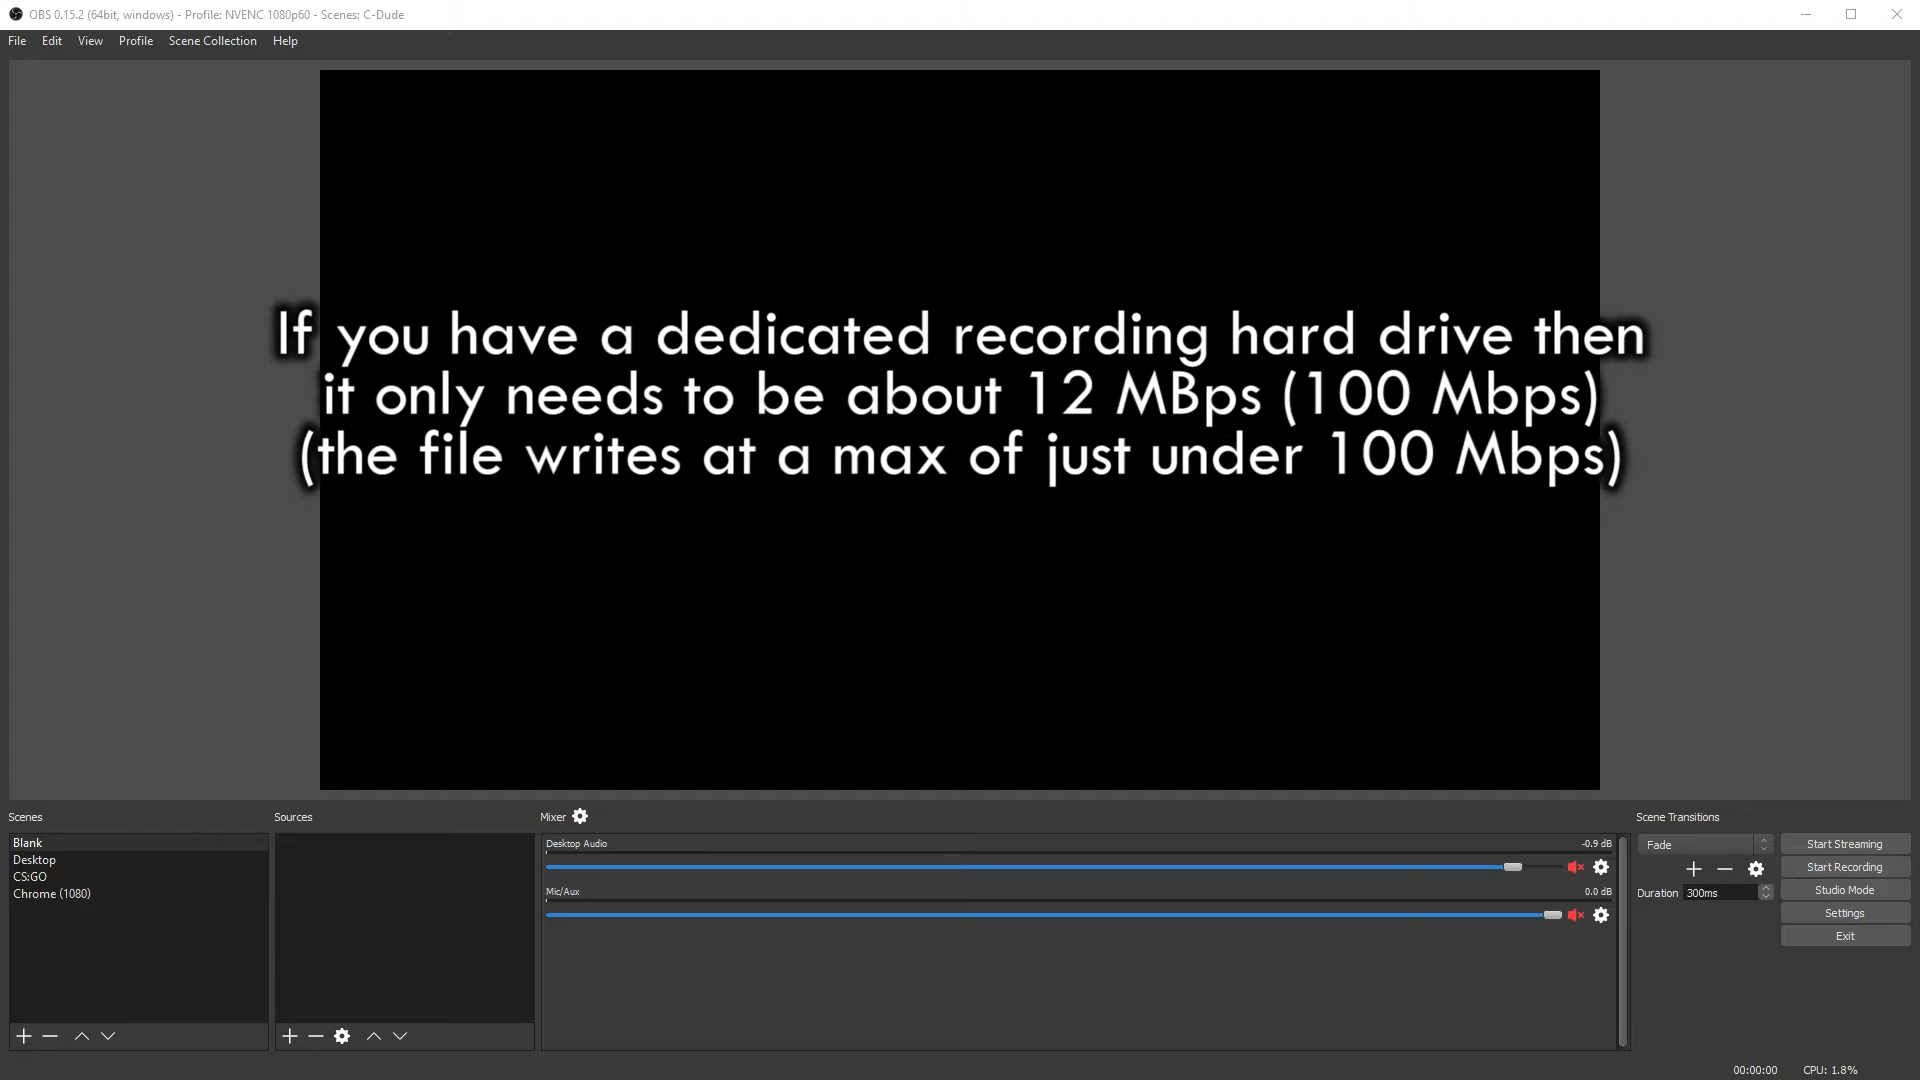 OBS 0.15.2 (64bit, windows) - Profile: NVENC 1080p60 - Scenes: C-Dude
File Edit View Profile Scene Collection Help
If you have a dedicated recording hard drive then
it only needs to be about 12 MBps (100 Mbps)
(the file writes at a max of just under 100 Mbps)
Scenes
Blank
Desktop
CS:GO
Chrome (1080)
Sources
Mixer
Desktop Audio -0.9 dB
Mic/Aux 0.0 dB
Scene Transitions
Fade
Duration 300ms
Start Streaming
Start Recording
Studio Mode
Settings
Exit
00:00:00 CPU: 1.8%